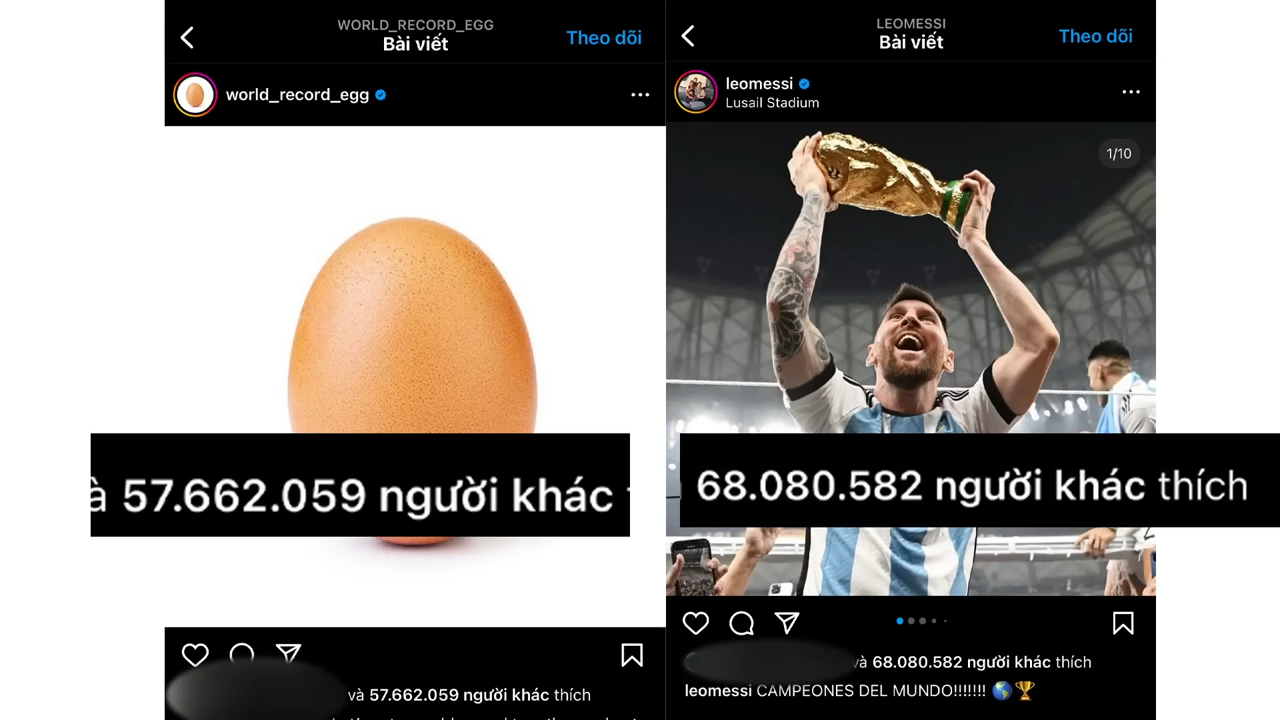 WORLD_RECORD_EGG
Bài viết
Theo dõi
world_record_egg
57.662.059 người khác
và 57.662.059 người khác thích
LEOMESSI
Bài viết
Theo dõi
leomessi
Lusail Stadium
1/10
68.080.582 người khác thích
và 68.080.582 người khác thích
leomessi CAMPEONES DEL MUNDO!!!!!!! 🌎🏆